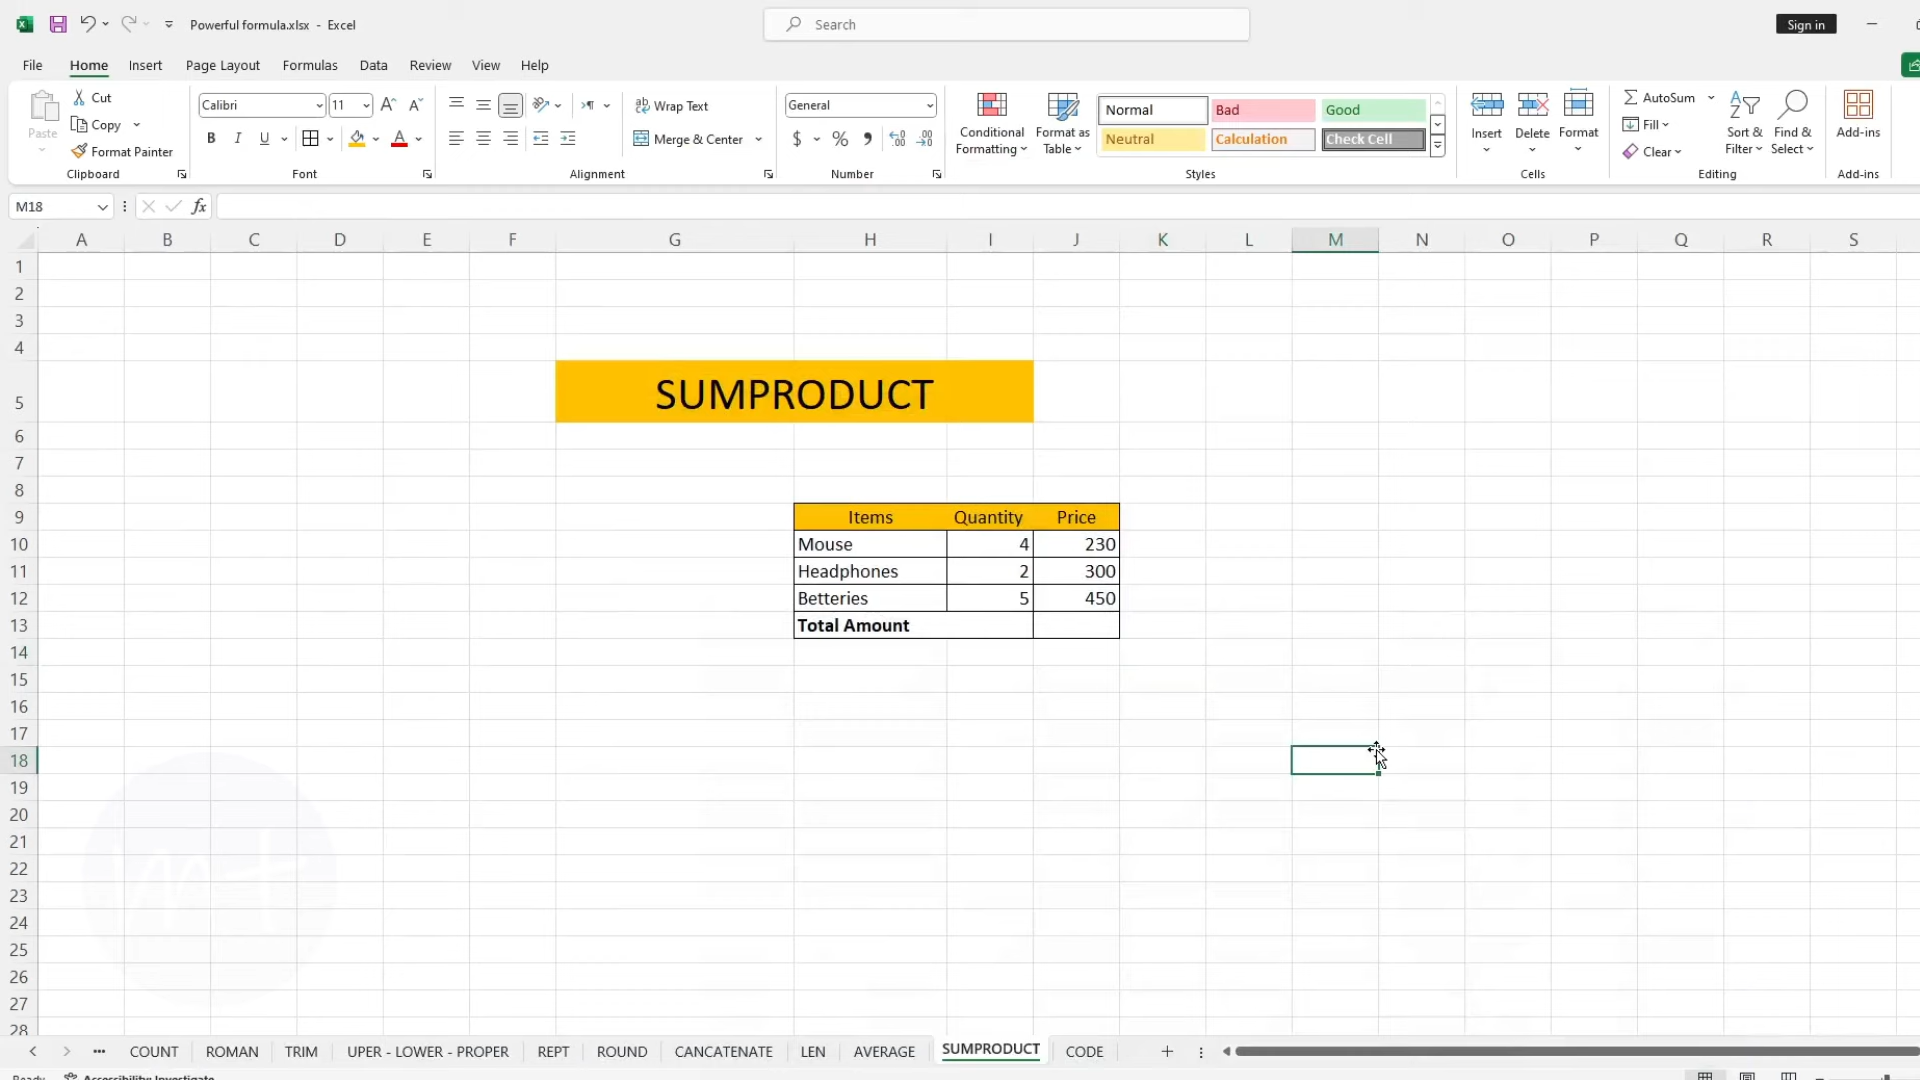 Powerful formula.xlsx - Excel
Search
Sign in
File Home Insert Page Layout Formulas Data Review View Help
Paste
Cut
Copy
Format Painter
Clipboard
Calibri 11
B I U
Font
Wrap Text
Merge & Center
Alignment
General
$ % 9
Number
Conditional Formatting
Format as Table
Normal Bad Good
Neutral Calculation Check Cell
Styles
Insert Delete Format
Cells
AutoSum
Fill
Clear
Sort & Filter
Find & Select
Editing
Add-ins
Add-ins
M18 fx
A B C D E F G H I J K L M N O P Q R S
1
2
3
4
5 SUMPRODUCT
6
7
8
9 Items Quantity Price
10 Mouse 4 230
11 Headphones 2 300
12 Betteries 5 450
13 Total Amount
14
15
16
17
18
19
20
21
22
23
24
25
26
27
28
COUNT ROMAN TRIM UPER - LOWER - PROPER REPT ROUND CANCATENATE LEN AVERAGE SUMPRODUCT CODE
Ready Accessibility: Investigate